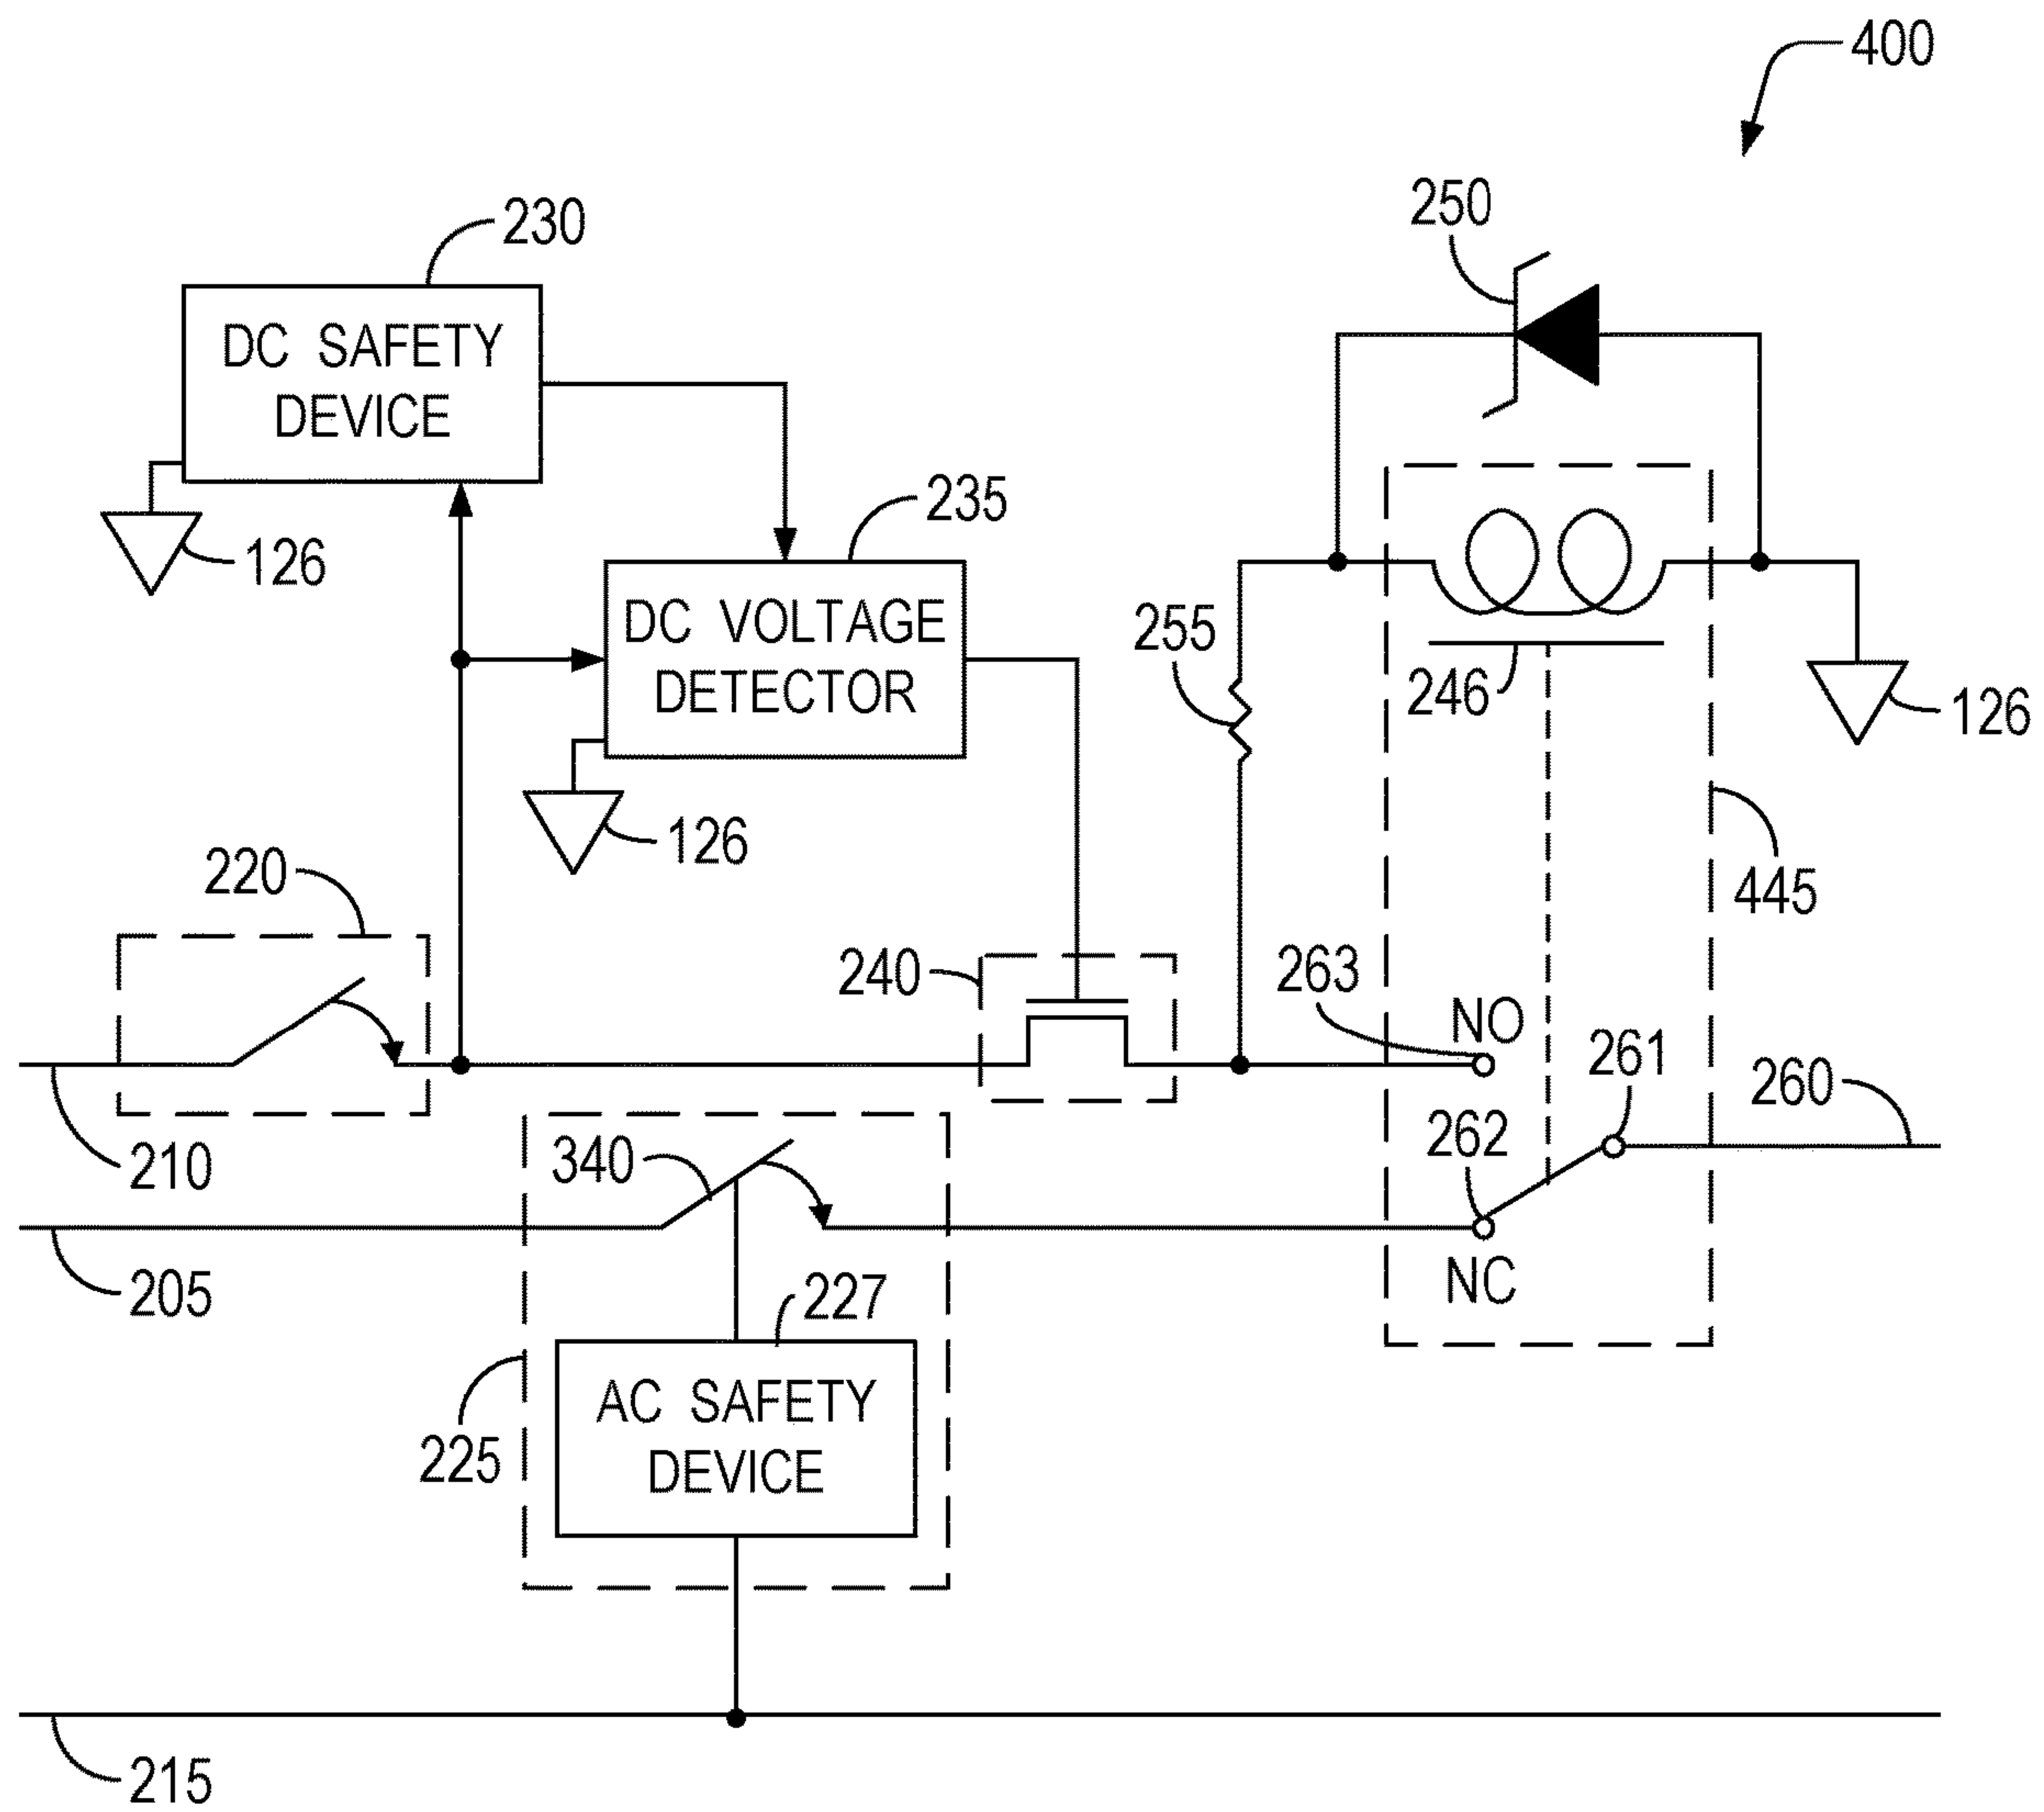 400
250
230
DC SAFETY
DEVICE
235
126
DC VOLTAGE
DETECTOR
255
246
126
126
220
445
240
263
NO
261
260
210
340
262
205
NC
227
225
AC SAFETY
DEVICE
215